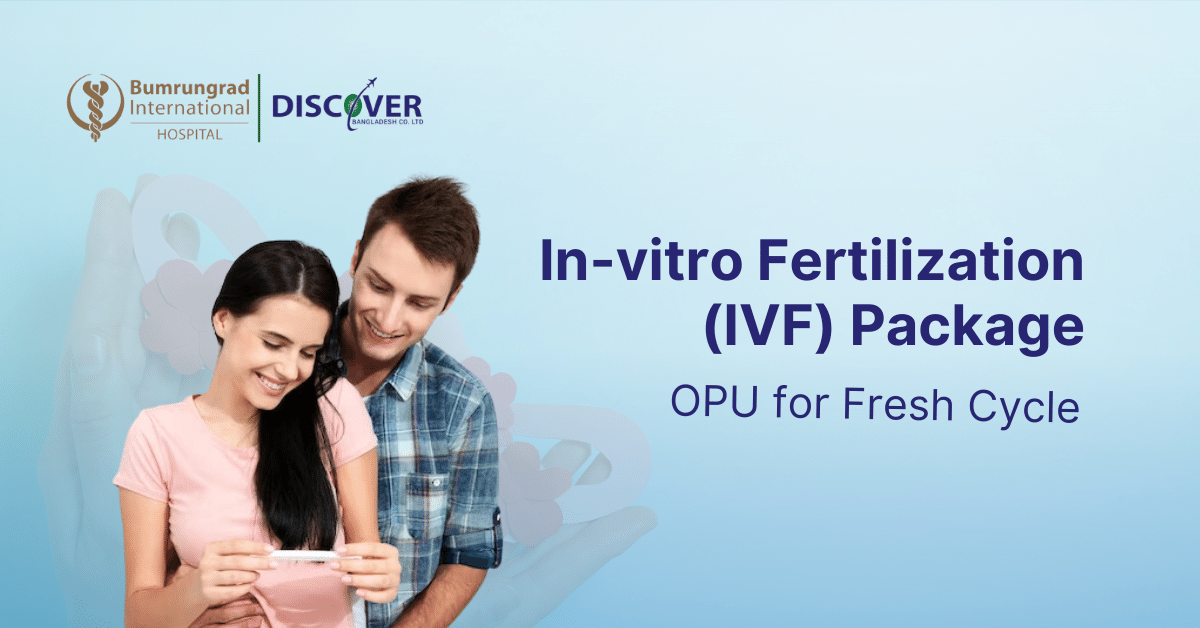 Bumrungrad
International
HOSPITAL
DISCOVER
BANGLADESH CO. LTD
In-vitro Fertilization
(IVF) Package
OPU for Fresh Cycle